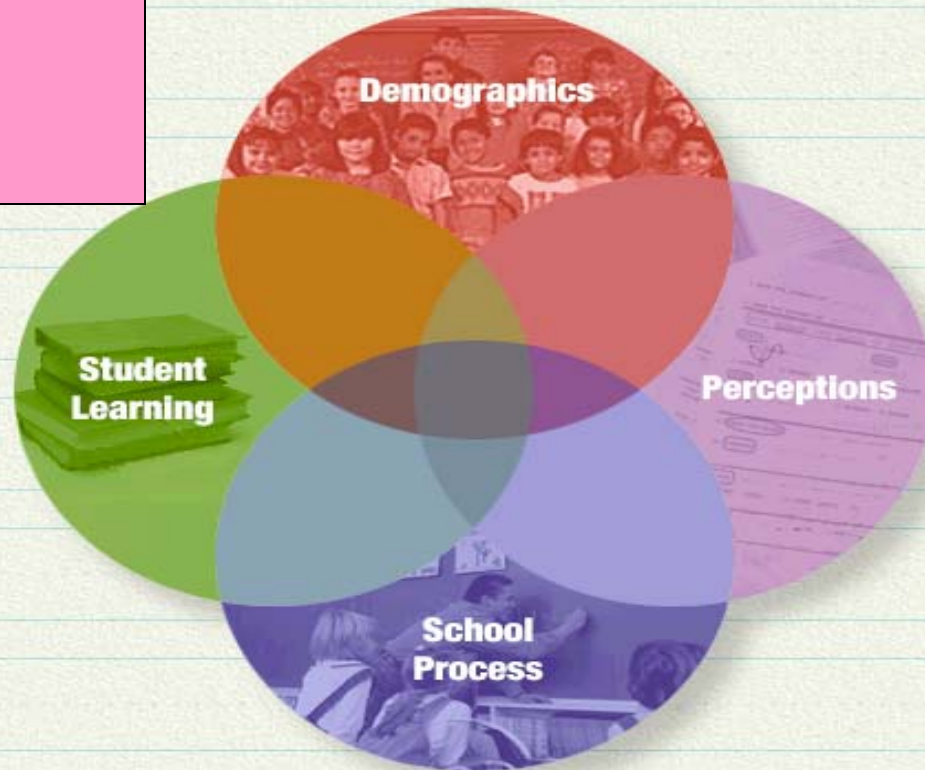 Demographics
Student
Learning
Perceptions
School
Process